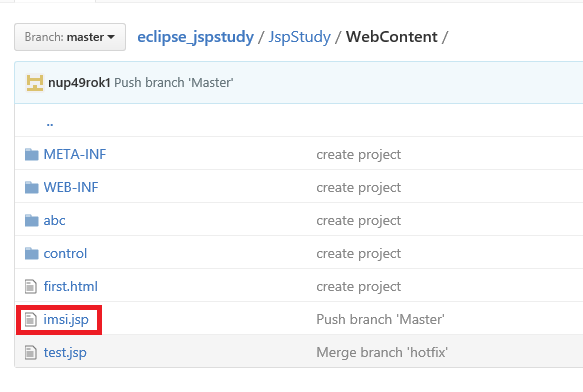 Branch: master eclipse_jspstudy / JspStudy / WebContent /
nup49rok1 Push branch 'Master'
..
META-INF create project
WEB-INF create project
abc create project
control create project
first.html create project
imsi.jsp Push branch 'Master'
test.jsp Merge branch 'hotfix'